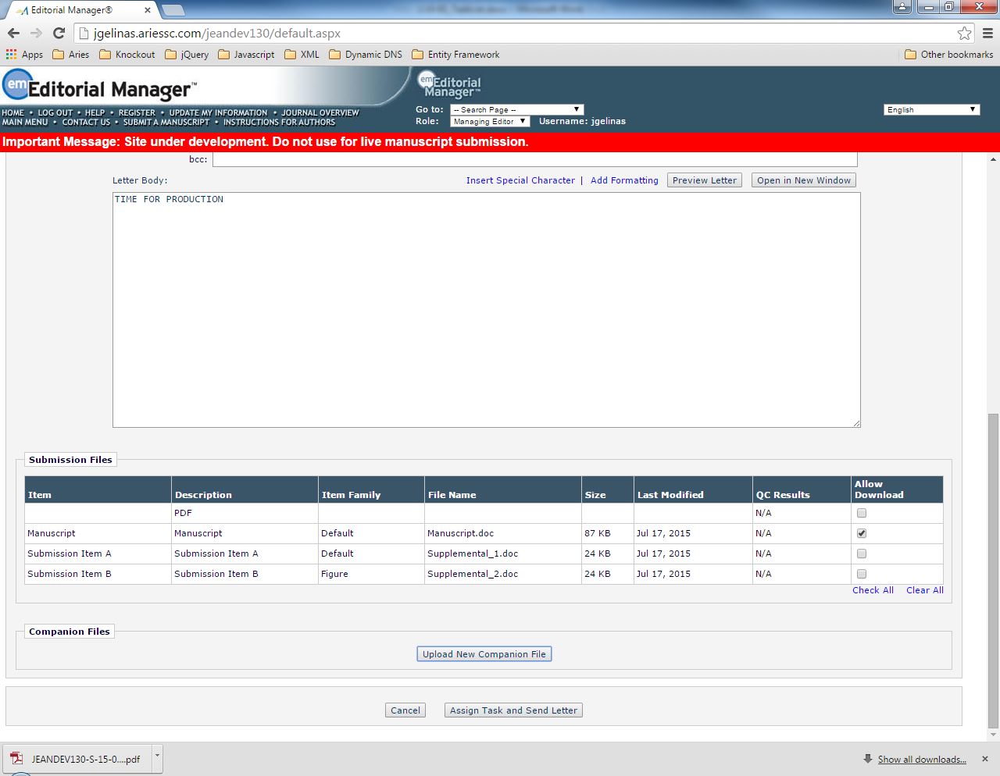 Editorial Manager®
jgelinas.ariessc.com/jeandev130/default.aspx
Apps Aries Knockout jQuery Javascript XML Dynamic DNS Entity Framework Other bookmarks
em Editorial Manager™
em Editorial Manager™
HOME • LOG OUT • HELP • REGISTER • UPDATE MY INFORMATION • JOURNAL OVERVIEW
MAIN MENU • CONTACT US • SUBMIT A MANUSCRIPT • INSTRUCTIONS FOR AUTHORS
Go to: -- Search Page --
Role: Managing Editor Username: jgelinas
English
Important Message: Site under development. Do not use for live manuscript submission.
bcc:
Letter Body: Insert Special Character | Add Formatting Preview Letter Open in New Window
TIME FOR PRODUCTION
Submission Files
Item Description Item Family File Name Size Last Modified QC Results Allow Download
PDF N/A
Manuscript Manuscript Default Manuscript.doc 87 KB Jul 17, 2015 N/A
Submission Item A Submission Item A Default Supplemental_1.doc 24 KB Jul 17, 2015 N/A
Submission Item B Submission Item B Figure Supplemental_2.doc 24 KB Jul 17, 2015 N/A
Check All Clear All
Companion Files
Upload New Companion File
Cancel Assign Task and Send Letter
JEANDEV130-S-15-0....pdf Show all downloads...